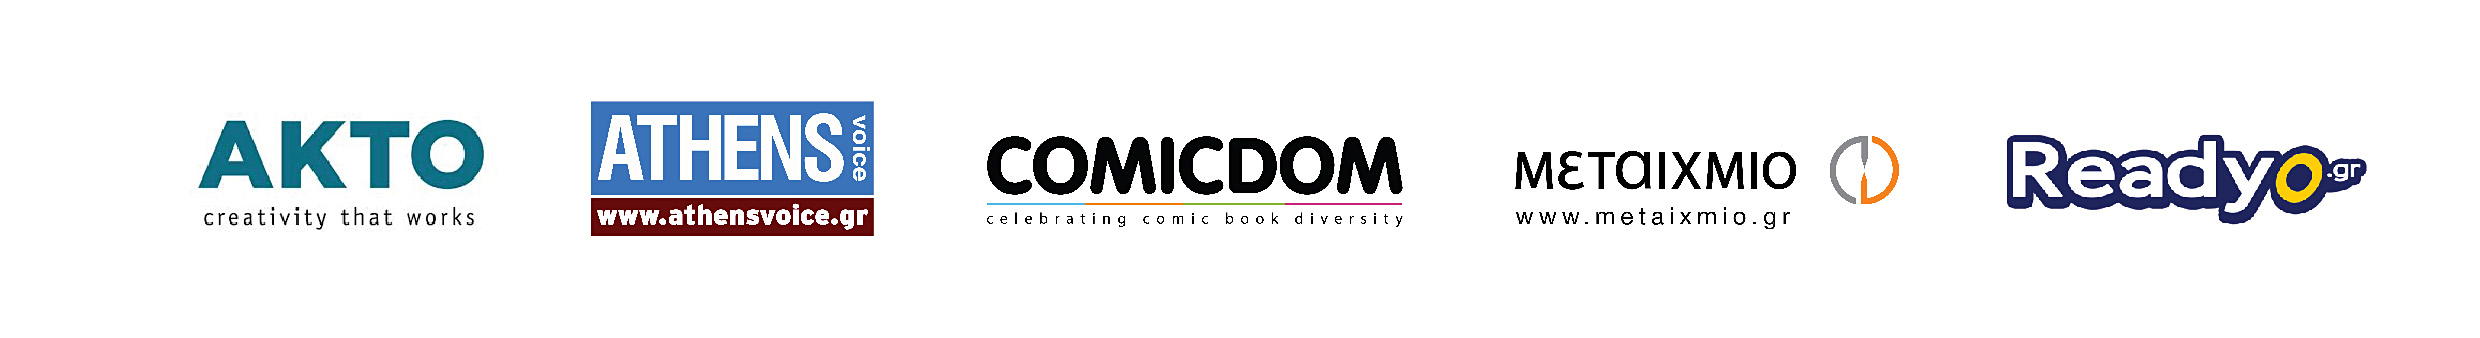 AKTO
creativity that works
ATHENS voice
www.athensvoice.gr
COMICDOM
celebrating comic book diversity
μεταιχμιο
www.metaixmio.gr
Readyo.gr